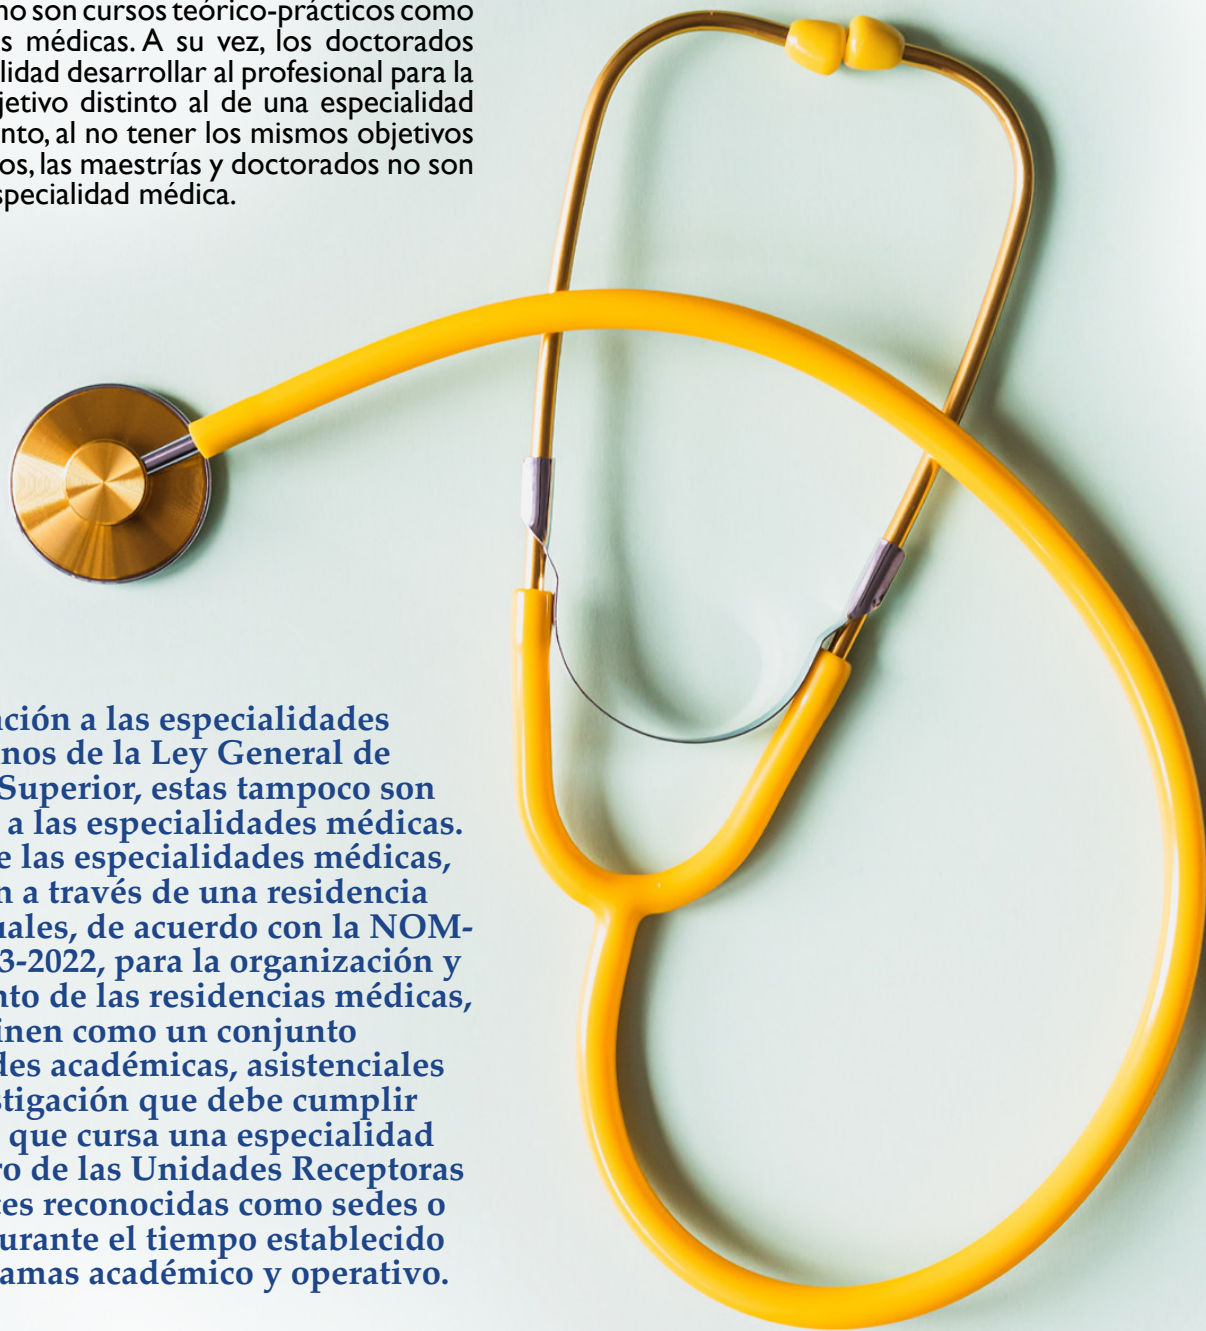 no son cursos teórico-prácticos como
s médicas. A su vez, los doctorados
lidad desarrollar al profesional para la
jetivo distinto al de una especialidad
nto, al no tener los mismos objetivos
os, las maestrías y doctorados no son
specialidad médica.
ación a las especialidades
nos de la Ley General de
Superior, estas tampoco son
a las especialidades médicas.
e las especialidades médicas,
n a través de una residencia
uales, de acuerdo con la NOM-
3-2022, para la organización y
nto de las residencias médicas,
inen como un conjunto
des académicas, asistenciales
stigación que debe cumplir
que cursa una especialidad
ro de las Unidades Receptoras
tes reconocidas como sedes o
urante el tiempo establecido
amas académico y operativo.